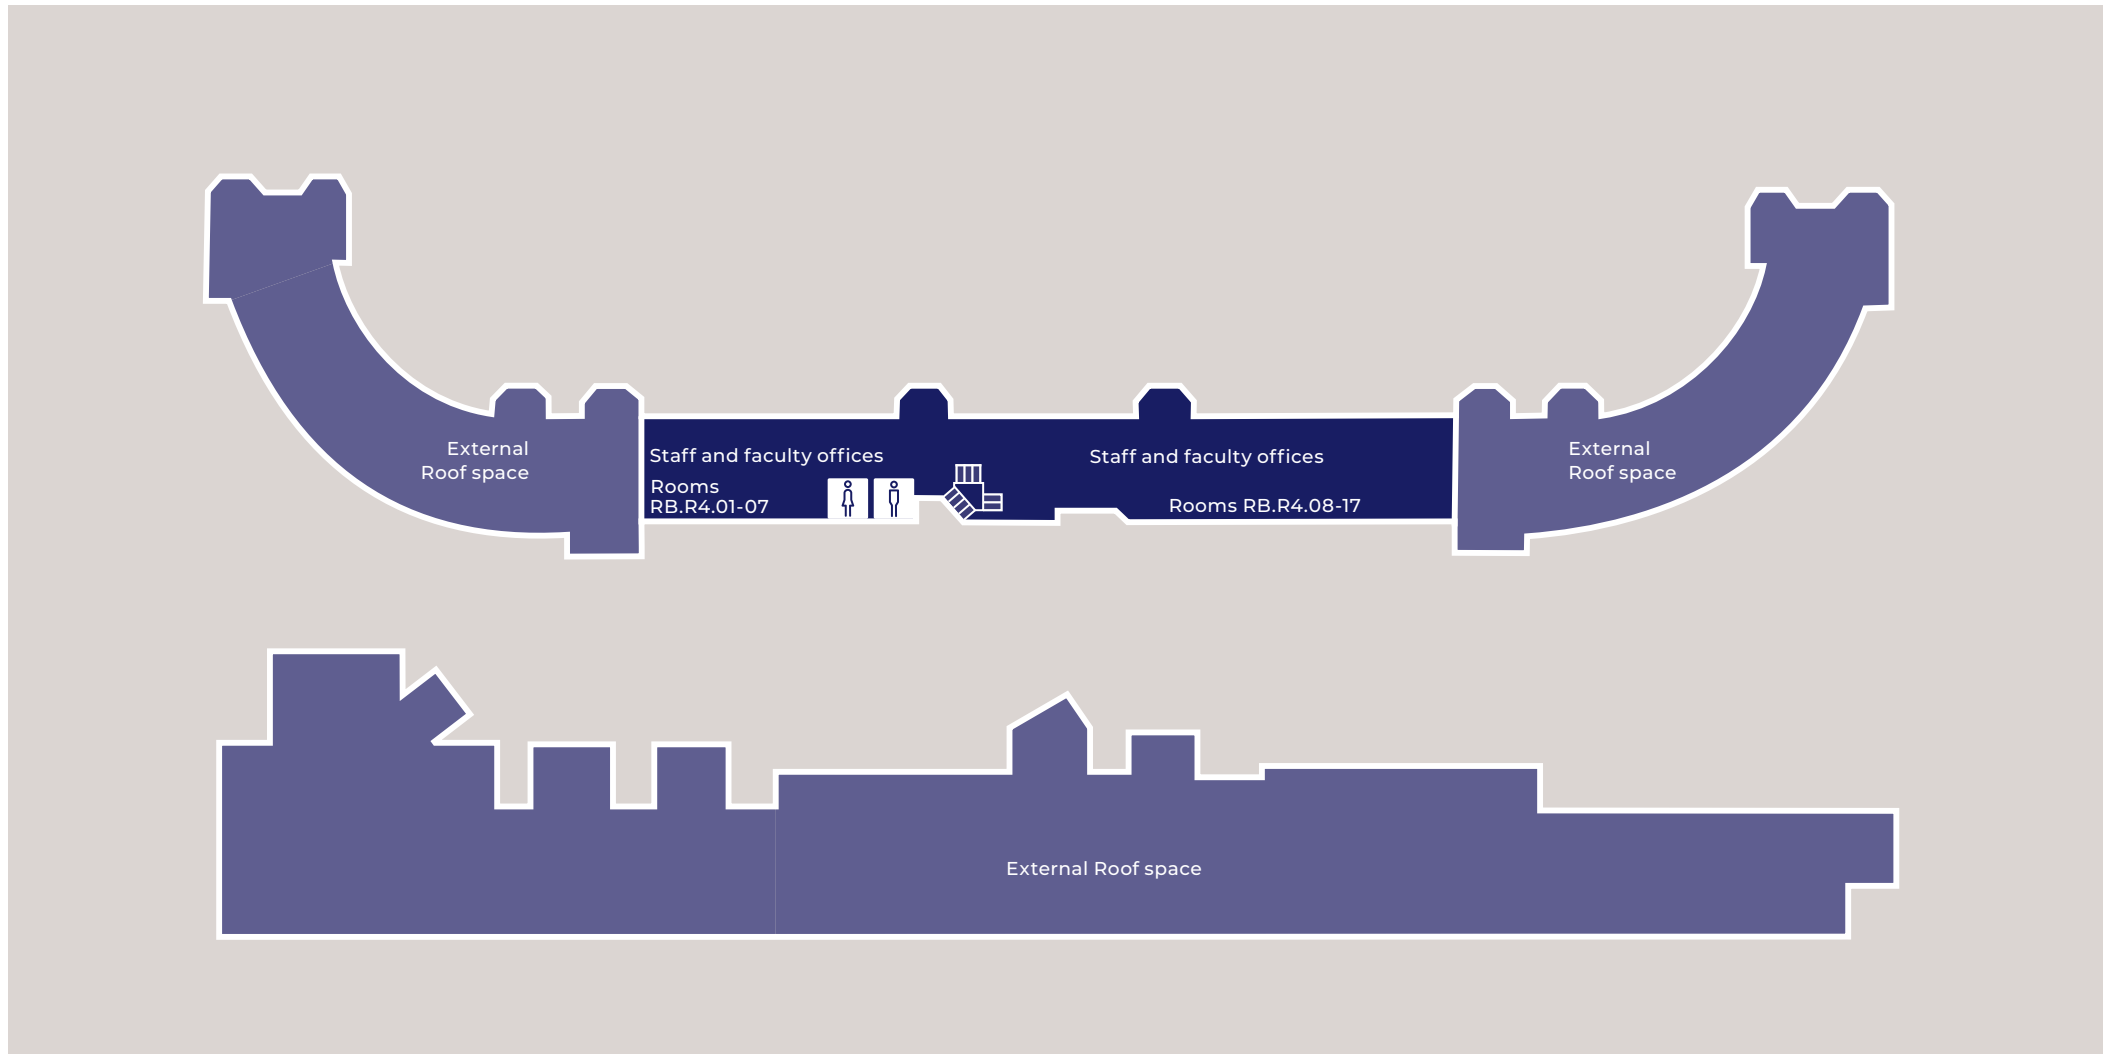 External
Roof space
Staff and faculty offices
Rooms
RB.R4.01-07
Staff and faculty offices
Rooms RB.R4.08-17
External
Roof space
External Roof space